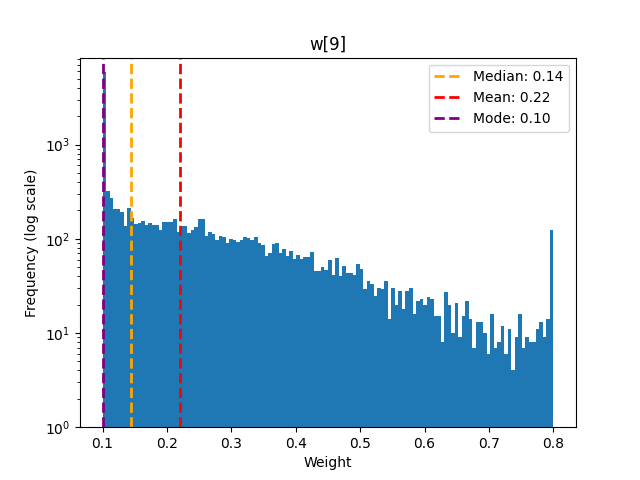 w[9]
Median: 0.14
Mean: 0.22
Mode: 0.10
Frequency (log scale)
10³
10²
10¹
10⁰
0.1 0.2 0.3 0.4 0.5 0.6 0.7 0.8
Weight